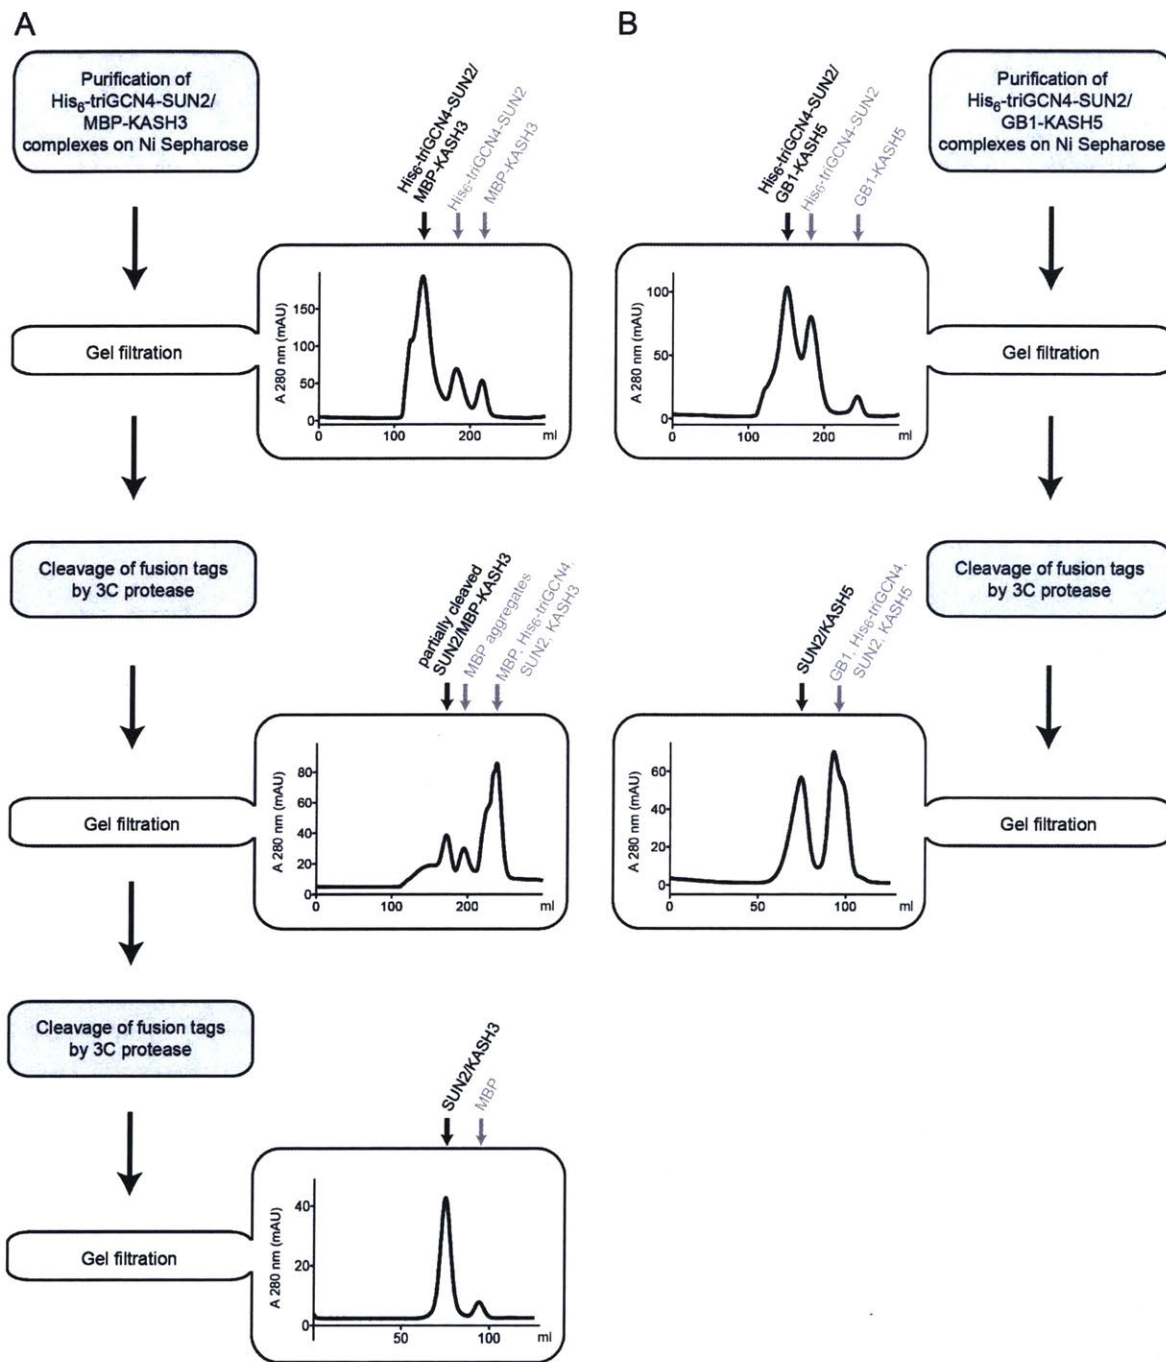 A
Purification of
His₆-triGCN4-SUN2/
MBP-KASH3
complexes on Ni Sepharose
His₆-triGCN4-SUN2/
MBP-KASH3
His₆-triGCN4-SUN2
MBP-KASH3
Gel filtration
A 280 nm (mAU)
150
100
50
0
0 100 200 ml
Cleavage of fusion tags
by 3C protease
partially cleaved
SUN2/MBP-KASH3
MBP aggregates
MBP, His₆-triGCN4,
SUN2, KASH3
Gel filtration
A 280 nm (mAU)
80
60
40
20
0
0 100 200 ml
Cleavage of fusion tags
by 3C protease
SUN2/KASH3
MBP
Gel filtration
A 280 nm (mAU)
40
20
0
50 100 ml
B
Purification of
His₆-triGCN4-SUN2/
GB1-KASH5
complexes on Ni Sepharose
His₆-triGCN4-SUN2/
GB1-KASH5
His₆-triGCN4-SUN2
GB1-KASH5
Gel filtration
A 280 nm (mAU)
100
50
0
0 100 200 ml
Cleavage of fusion tags
by 3C protease
SUN2/KASH5
GB1, His₆-triGCN4,
SUN2, KASH5
Gel filtration
A 280 nm (mAU)
60
40
20
0
0 50 100 ml